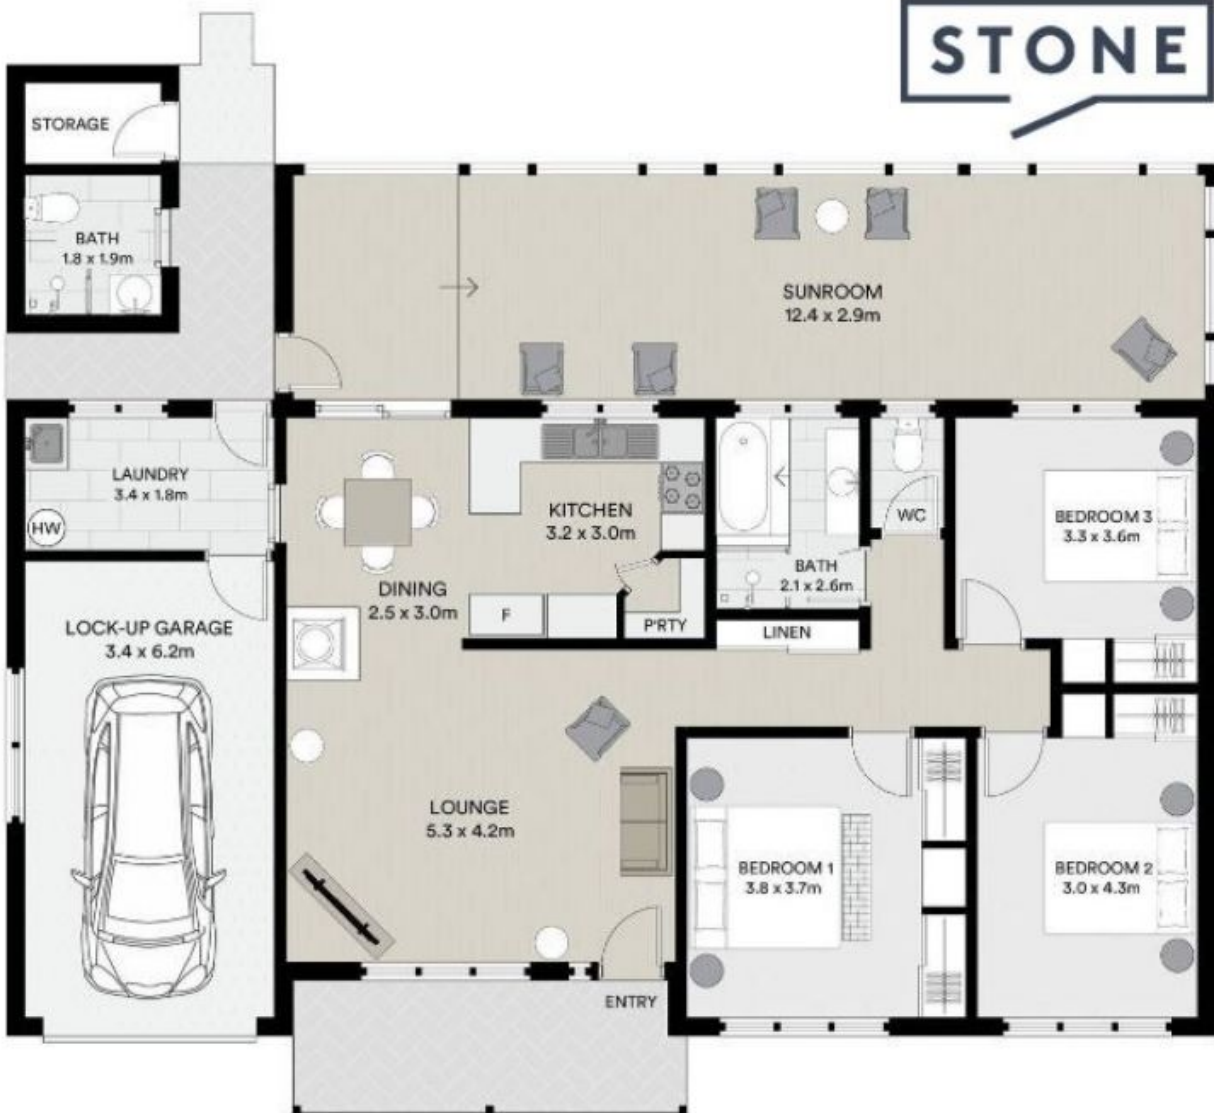 STONE
STORAGE
BATH
1.8 x 1.9m
SUNROOM
12.4 x 2.9m
LAUNDRY
3.4 x 1.8m
HW
KITCHEN
3.2 x 3.0m
DINING
2.5 x 3.0m
F
P'RTY
BATH
2.1 x 2.6m
WC
LINEN
BEDROOM 3
3.3 x 3.6m
LOCK-UP GARAGE
3.4 x 6.2m
LOUNGE
5.3 x 4.2m
BEDROOM 1
3.8 x 3.7m
BEDROOM 2
3.0 x 4.3m
ENTRY